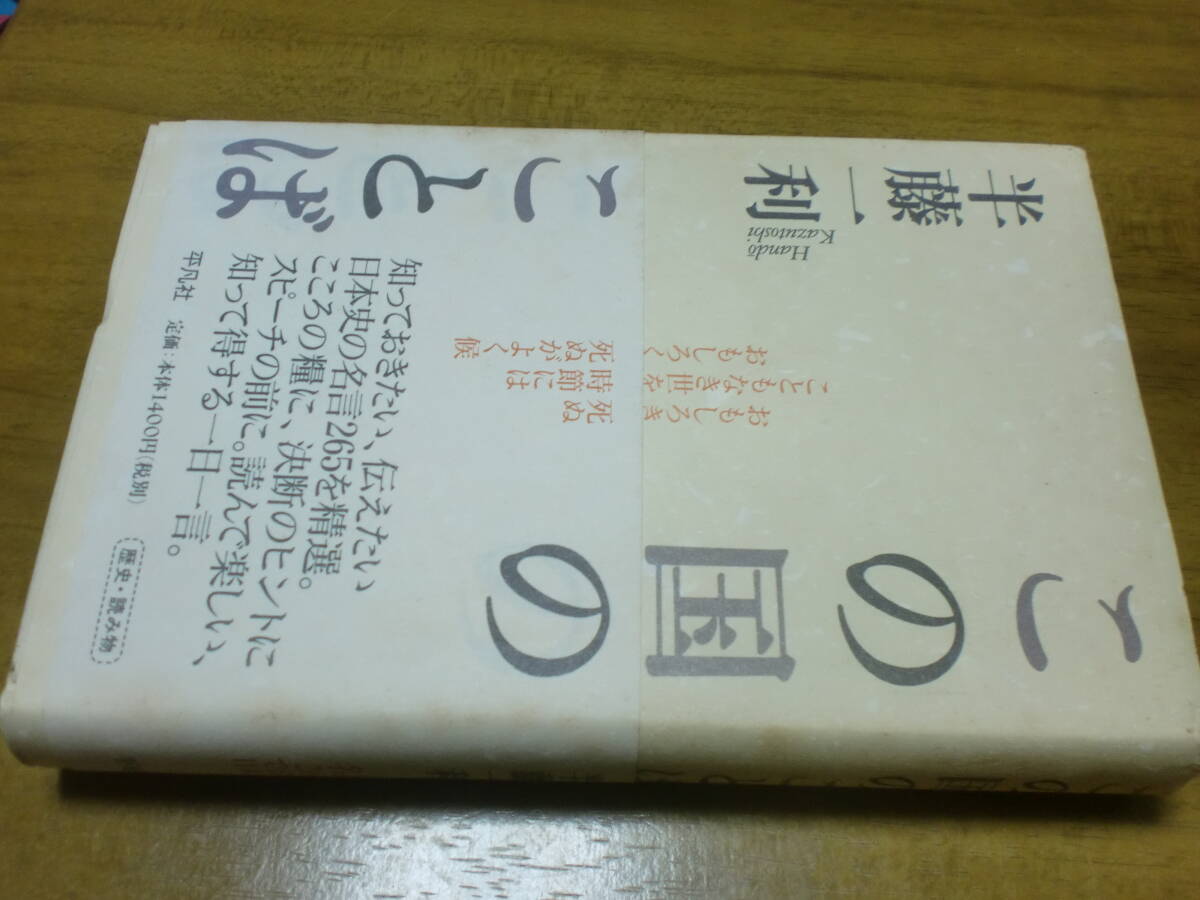 半藤一利
Handō
Kazutoshi
この国の
ことば
おもしろき
こともなき世を
おもしろく
死ぬ
時節には
死ぬがよく候
知っておきたい、伝えたい
日本史の名言265を精選。
こころの糧に、決断のヒントに
スピーチの前に。読んで楽しい、
知って得する一日一言。
平凡社 定価:本体1400円(税別)
歴史・読み物